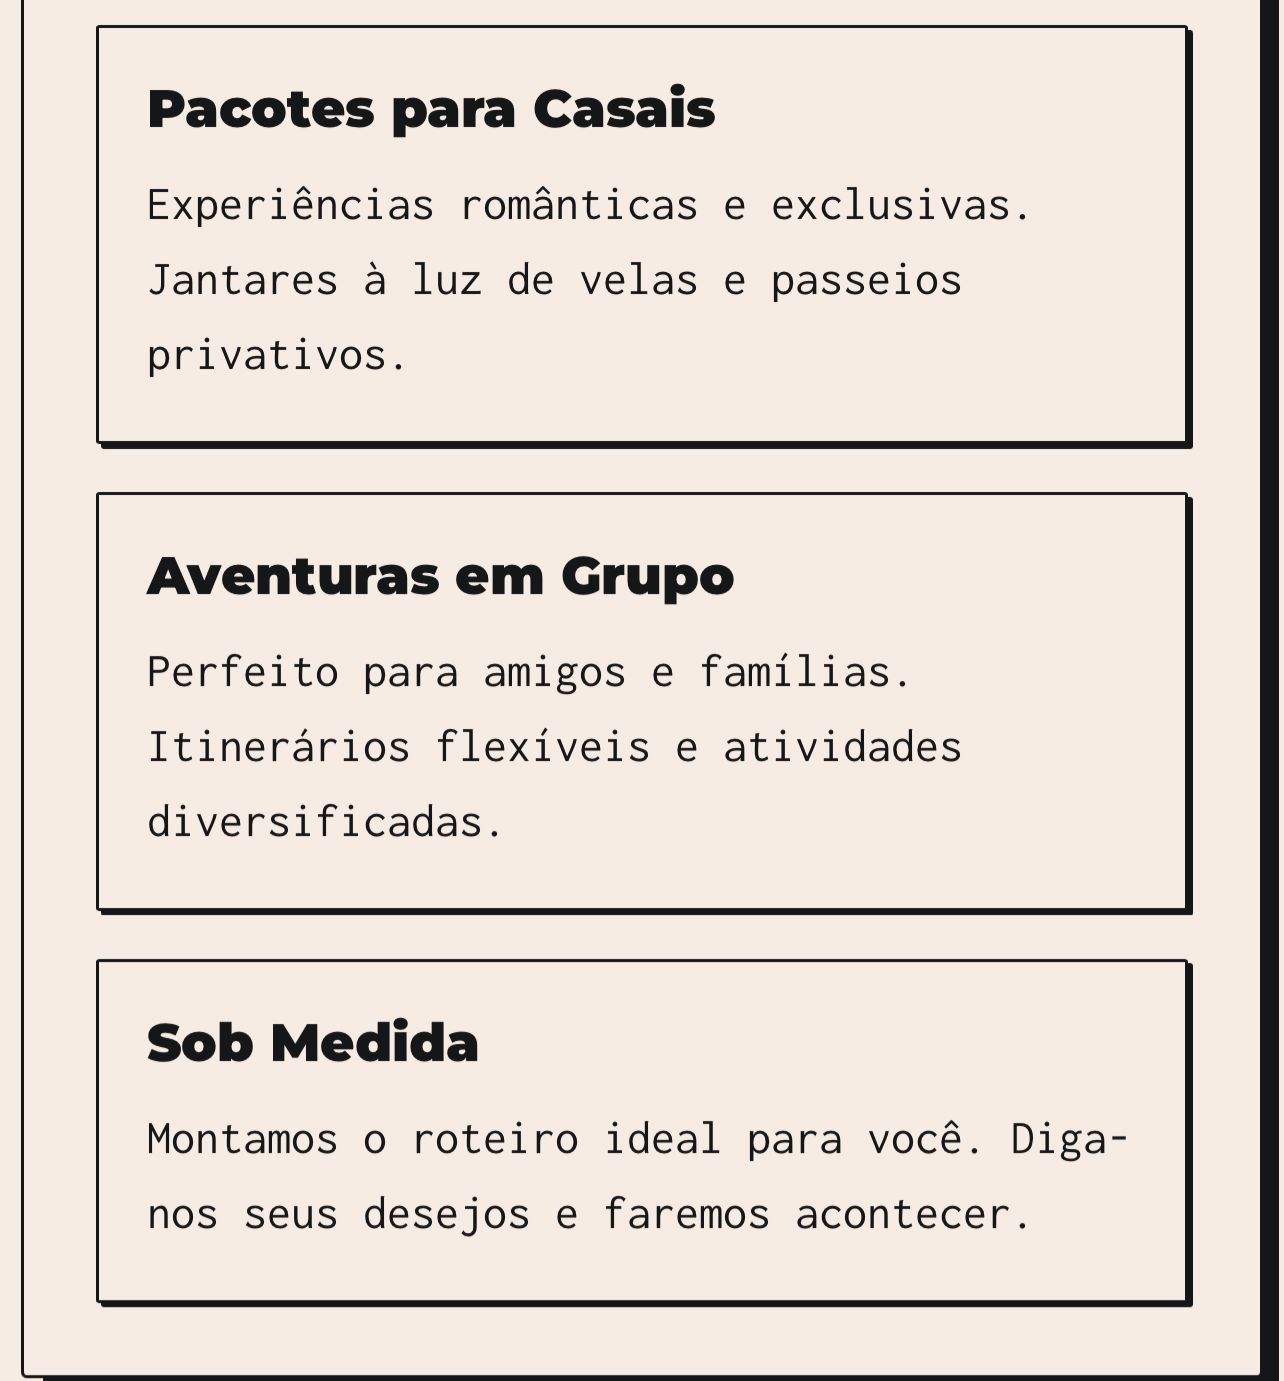 Pacotes para Casais
Experiências românticas e exclusivas.
Jantares à luz de velas e passeios
privativos.
Aventuras em Grupo
Perfeito para amigos e famílias.
Itinerários flexíveis e atividades
diversificadas.
Sob Medida
Montamos o roteiro ideal para você. Diga-
nos seus desejos e faremos acontecer.